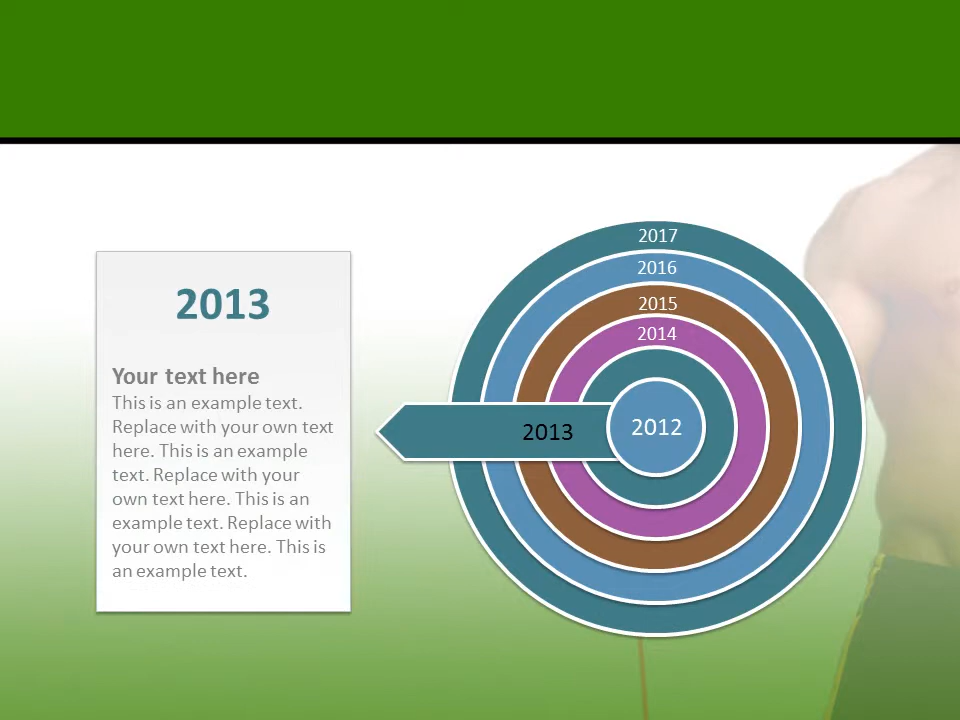 2013
Your text here
This is an example text.
Replace with your own text
here. This is an example
text. Replace with your
own text here. This is an
example text. Replace with
your own text here. This is
an example text.
2017
2016
2015
2014
2013
2012